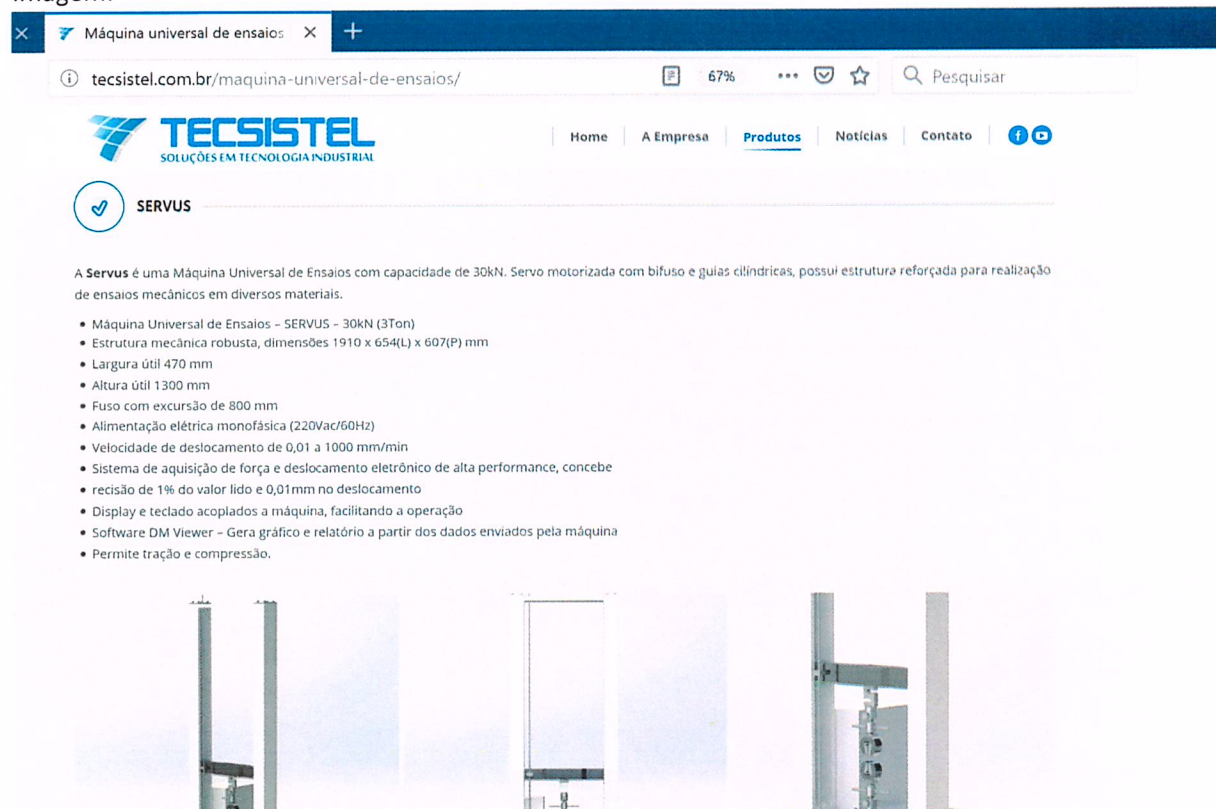 Máquina universal de ensaios
tecsistel.com.br/maquina-universal-de-ensaios/ 67% Pesquisar
TECSISTEL
SOLUÇÕES EM TECNOLOGIA INDUSTRIAL
Home A Empresa Produtos Notícias Contato
SERVUS
A Servus é uma Máquina Universal de Ensaios com capacidade de 30kN. Servo motorizada com bifuso e guias cilíndricas, possui estrutura reforçada para realização
de ensaios mecânicos em diversos materiais.
• Máquina Universal de Ensaios – SERVUS – 30kN (3Ton)
• Estrutura mecânica robusta, dimensões 1910 x 654(L) x 607(P) mm
• Largura útil 470 mm
• Altura útil 1300 mm
• Fuso com excursão de 800 mm
• Alimentação elétrica monofásica (220Vac/60Hz)
• Velocidade de deslocamento de 0,01 a 1000 mm/min
• Sistema de aquisição de força e deslocamento eletrônico de alta performance, concebe
• recisão de 1% do valor lido e 0,01mm no deslocamento
• Display e teclado acoplados a máquina, facilitando a operação
• Software DM Viewer – Gera gráfico e relatório a partir dos dados enviados pela máquina
• Permite tração e compressão.